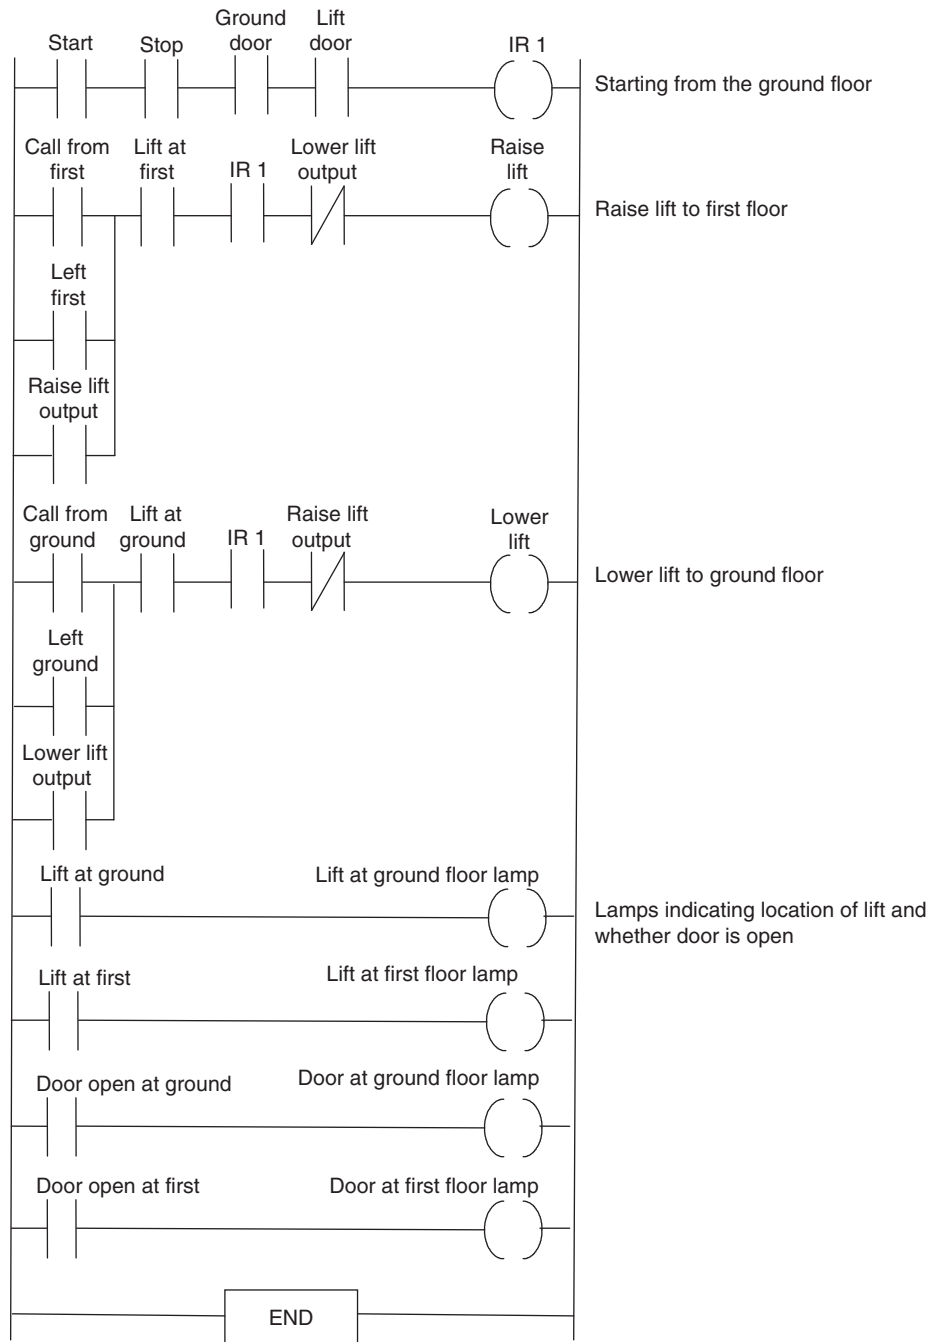 Start
Stop
Ground
door
Lift
door
IR 1
Starting from the ground floor
Call from
first
Lift at
first
IR 1
Lower lift
output
Raise
lift
Raise lift to first floor
Left
first
Raise lift
output
Call from
ground
Lift at
ground
IR 1
Raise lift
output
Lower
lift
Lower lift to ground floor
Left
ground
Lower lift
output
Lift at ground
Lift at ground floor lamp
Lamps indicating location of lift and
whether door is open
Lift at first
Lift at first floor lamp
Door open at ground
Door at ground floor lamp
Door open at first
Door at first floor lamp
END